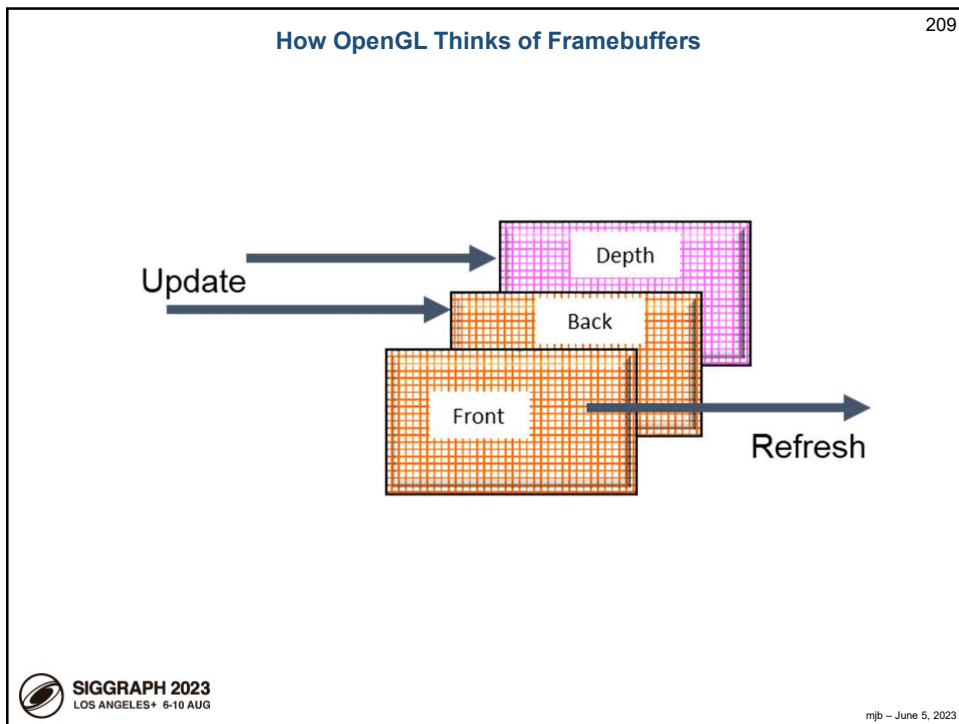 209
How OpenGL Thinks of Framebuffers
Depth
Update
Back
Front
Refresh
SIGGRAPH 2023
LOS ANGELES+ 6-10 AUG
mjb – June 5, 2023